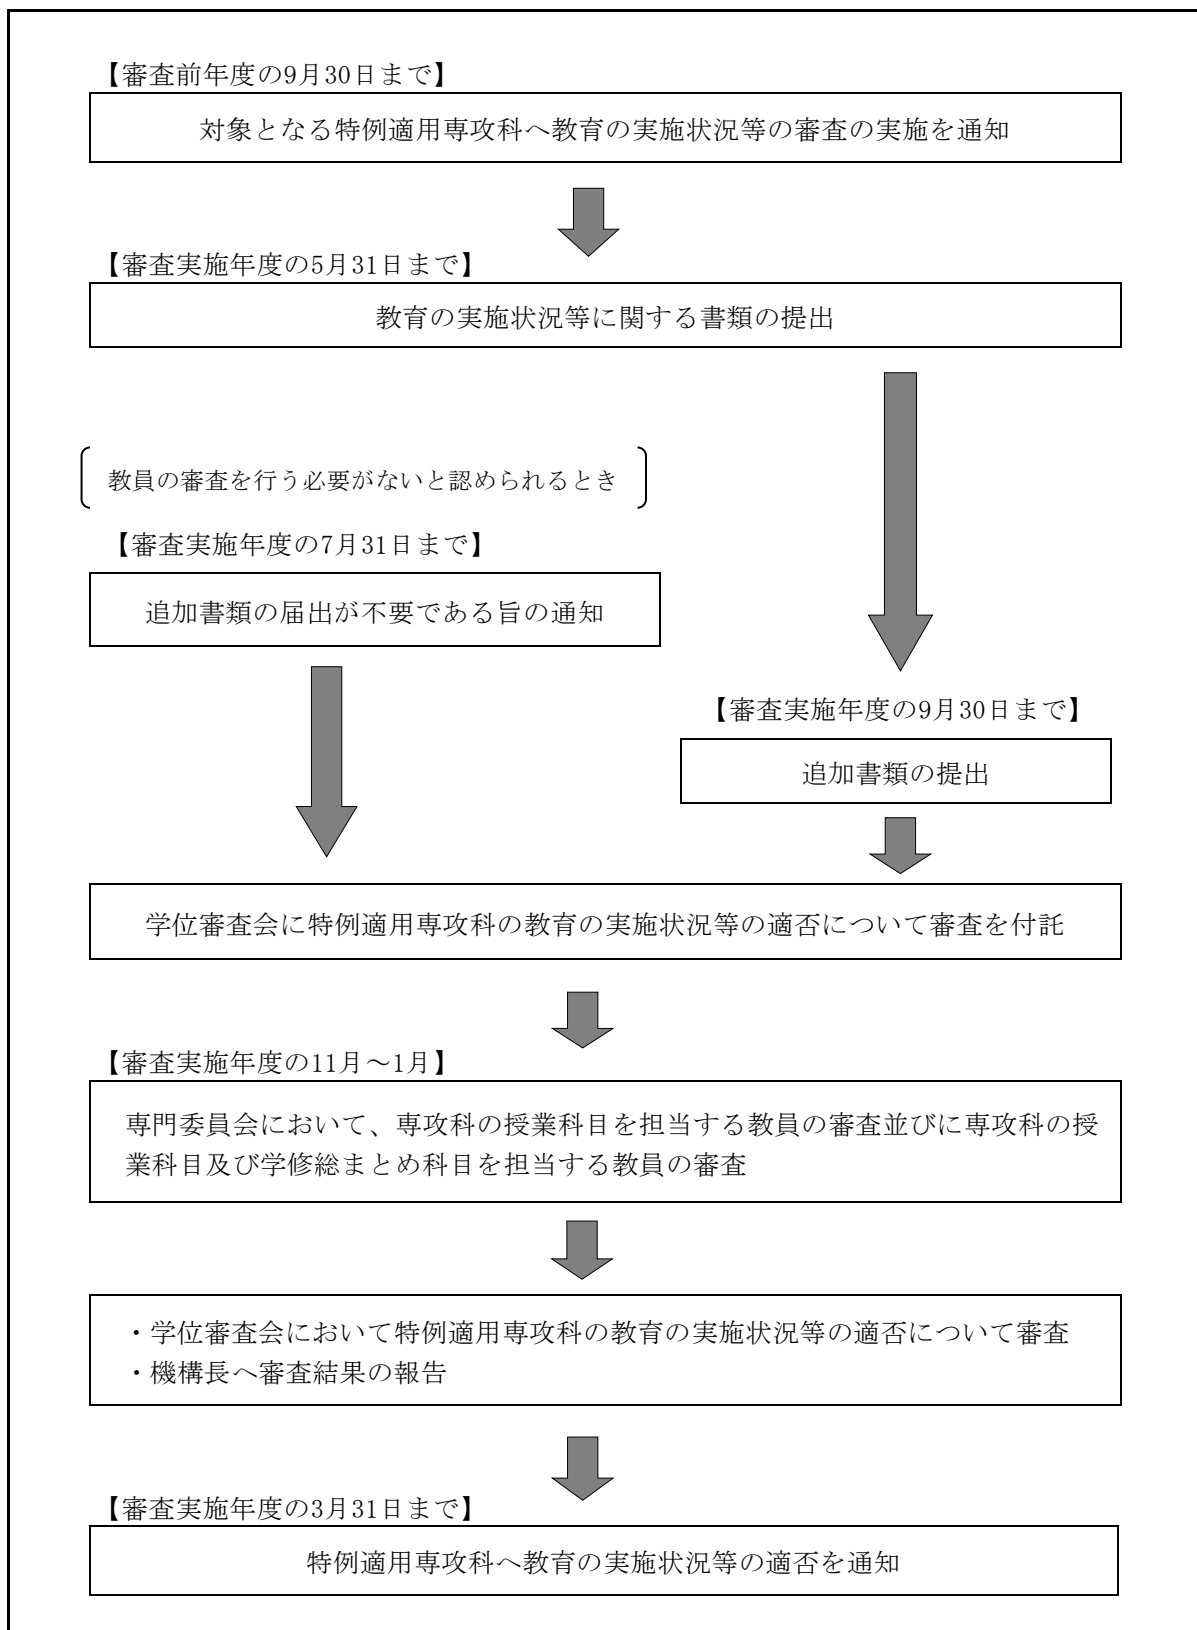 【審査前年度の9月30日まで】
対象となる特例適用専攻科へ教育の実施状況等の審査の実施を通知
【審査実施年度の5月31日まで】
教育の実施状況等に関する書類の提出
教員の審査を行う必要がないと認められるとき
【審査実施年度の7月31日まで】
追加書類の届出が不要である旨の通知
【審査実施年度の9月30日まで】
追加書類の提出
学位審査会に特例適用専攻科の教育の実施状況等の適否について審査を付託
【審査実施年度の11月～1月】
専門委員会において、専攻科の授業科目を担当する教員の審査並びに専攻科の授
業科目及び学修総まとめ科目を担当する教員の審査
・学位審査会において特例適用専攻科の教育の実施状況等の適否について審査
・機構長へ審査結果の報告
【審査実施年度の3月31日まで】
特例適用専攻科へ教育の実施状況等の適否を通知